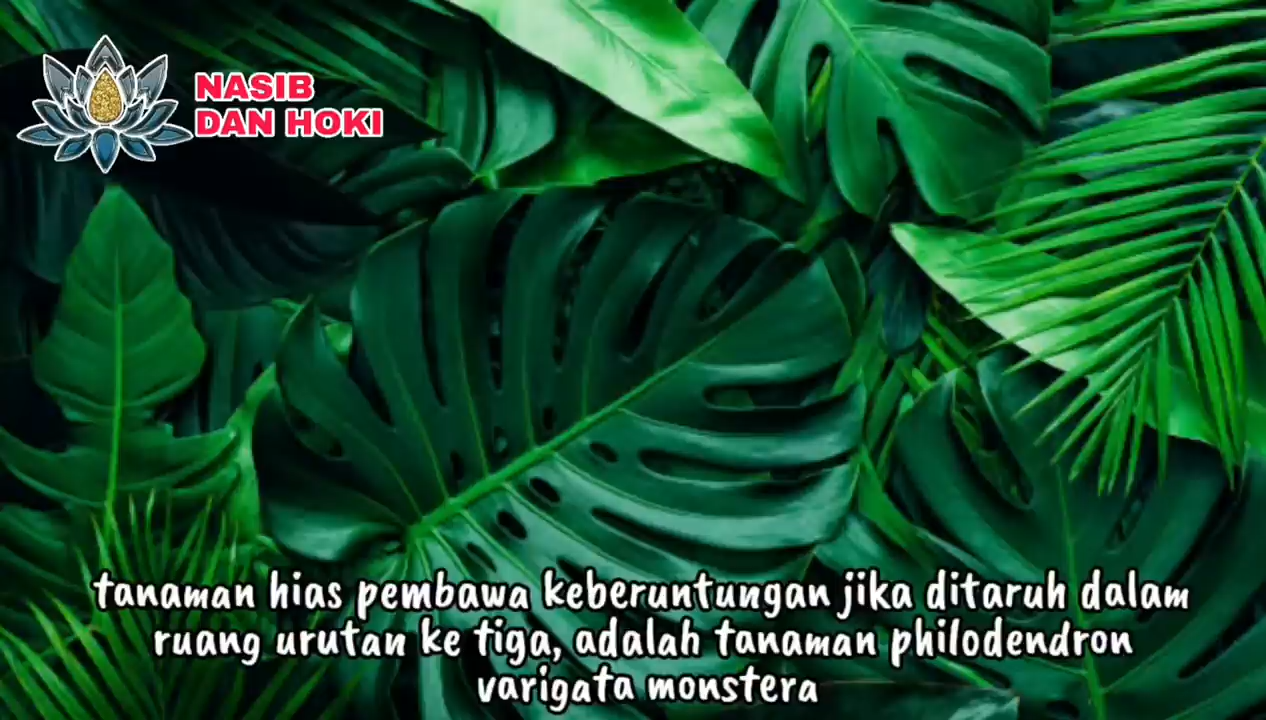 NASIB
DAN HOKI
tanaman hias pembawa keberuntungan jika ditaruh dalam
ruang urutan ke tiga, adalah tanaman philodendron
varigata monstera